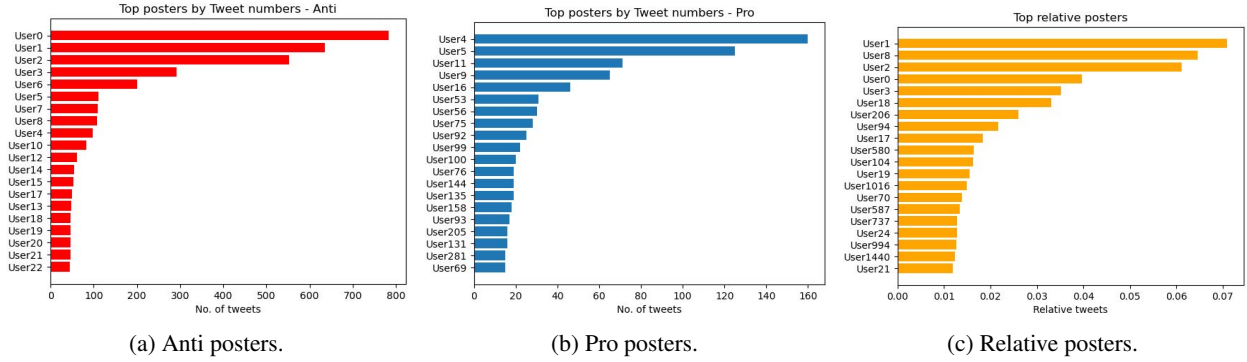 Top posters by Tweet numbers - Anti
User0
User1
User2
User3
User6
User5
User7
User8
User4
User10
User12
User14
User15
User17
User13
User18
User19
User20
User21
User22
0 100 200 300 400 500 600 700 800
No. of tweets
(a) Anti posters.
Top posters by Tweet numbers - Pro
User4
User5
User11
User9
User16
User53
User56
User75
User92
User99
User100
User76
User144
User135
User158
User93
User205
User131
User281
User69
0 20 40 60 80 100 120 140 160
No. of tweets
(b) Pro posters.
Top relative posters
User1
User8
User2
User0
User3
User18
User206
User94
User17
User580
User104
User19
User1016
User70
User587
User737
User24
User994
User1440
User21
0.00 0.01 0.02 0.03 0.04 0.05 0.06 0.07
Relative tweets
(c) Relative posters.